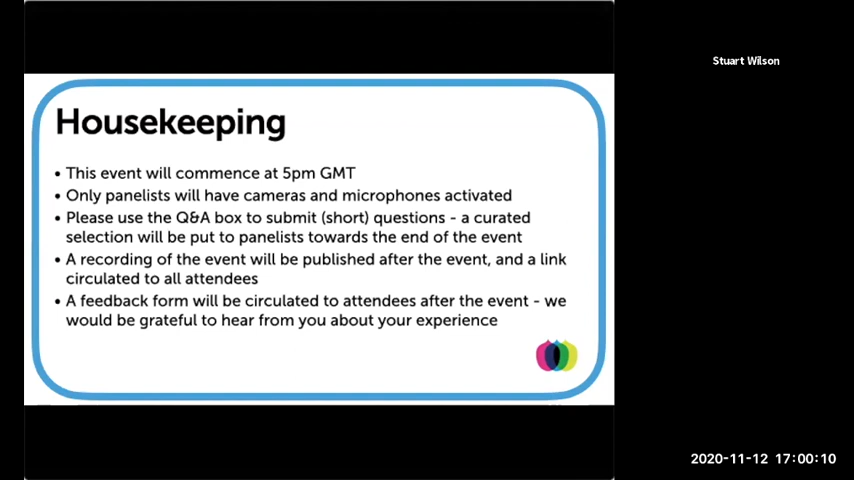 Stuart Wilson
Housekeeping
• This event will commence at 5pm GMT
• Only panelists will have cameras and microphones activated
• Please use the Q&A box to submit (short) questions - a curated
selection will be put to panelists towards the end of the event
• A recording of the event will be published after the event, and a link
circulated to all attendees
• A feedback form will be circulated to attendees after the event - we
would be grateful to hear from you about your experience
2020-11-12 17:00:10